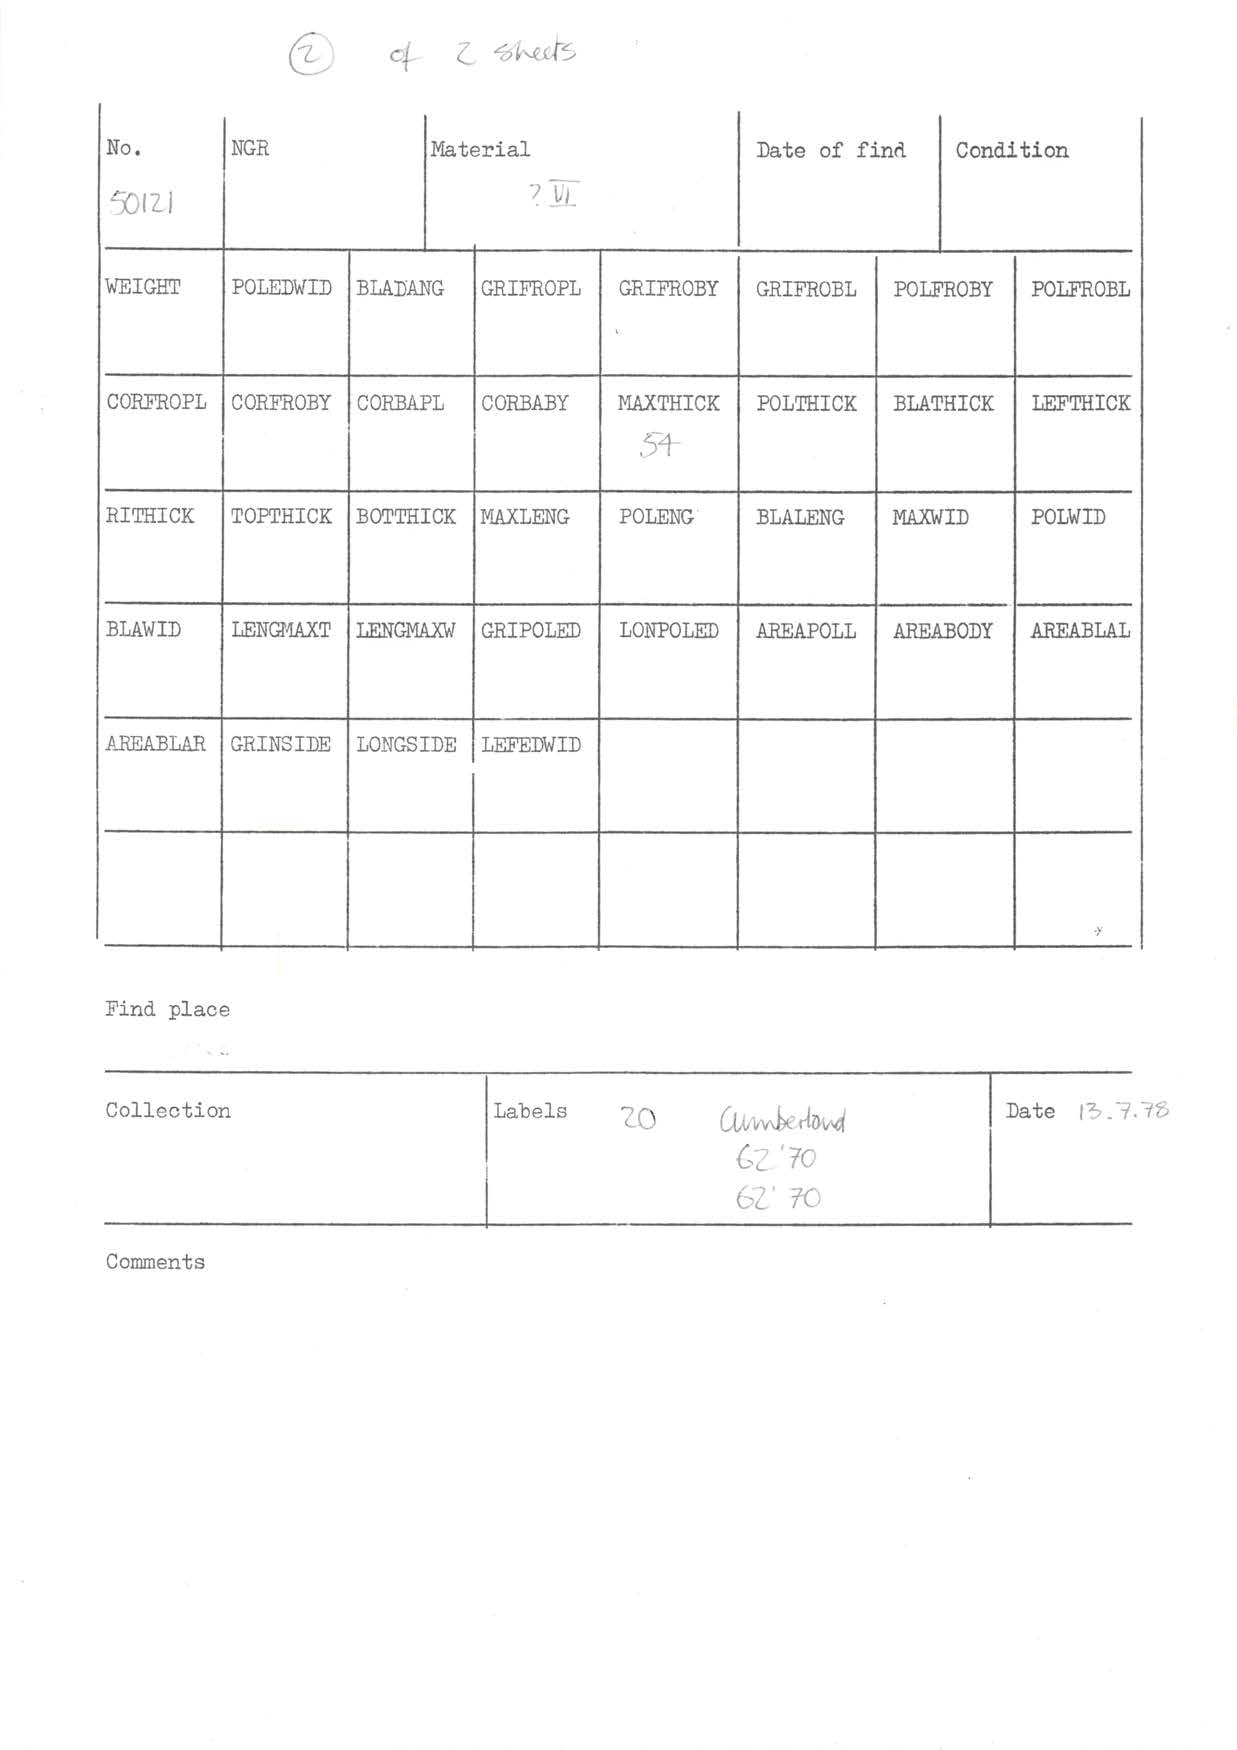 2 of 2 sheets
No. NGR Material Date of find Condition
50121 ? VI
WEIGHT POLEDWID BLADANG GRIFROPL GRIFROBY GRIFROBL POLFROBY POLFROBL
CORFROPL CORFROBY CORBAPL CORBABY MAXTHICK POLTHICK BLATHICK LEFTHICK
54
RITHICK TOPTHICK BOTTHICK MAXLENG POLENG BLALENG MAXWID POLWID
BLAWID LENGMAXT LENGMAXW GRIPOLED LONPOLED AREAPOLL AREABODY AREABLAL
AREABLAR GRINSIDE LONGSIDE LEFEDWID
Find place
Collection Labels 20 Cumberland Date 13.7.78
62'70
62' 70
Comments